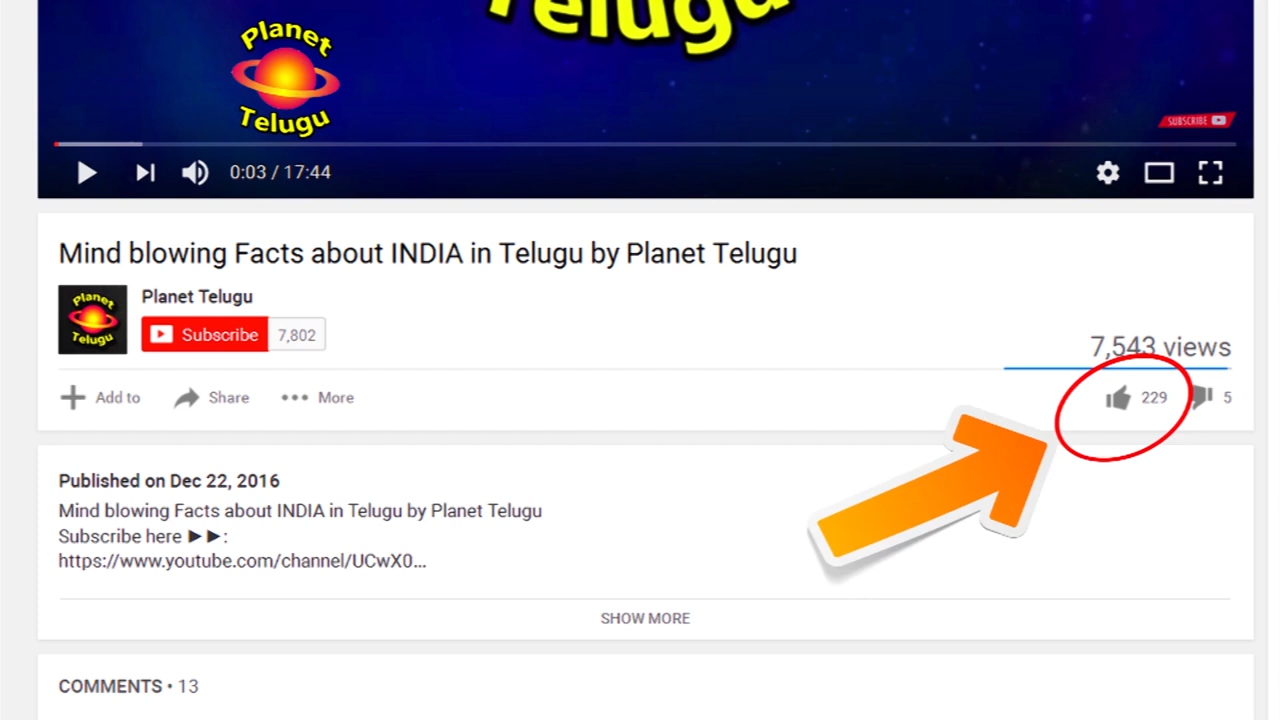 Telugu
Planet
Telugu
SUBSCRIBE
0:03 / 17:44
Mind blowing Facts about INDIA in Telugu by Planet Telugu
Planet
Telugu
Planet Telugu
Subscribe 7,802
7,543 views
Add to Share More 229 5
Published on Dec 22, 2016
Mind blowing Facts about INDIA in Telugu by Planet Telugu
Subscribe here ►►:
https://www.youtube.com/channel/UCwX0...
SHOW MORE
COMMENTS • 13